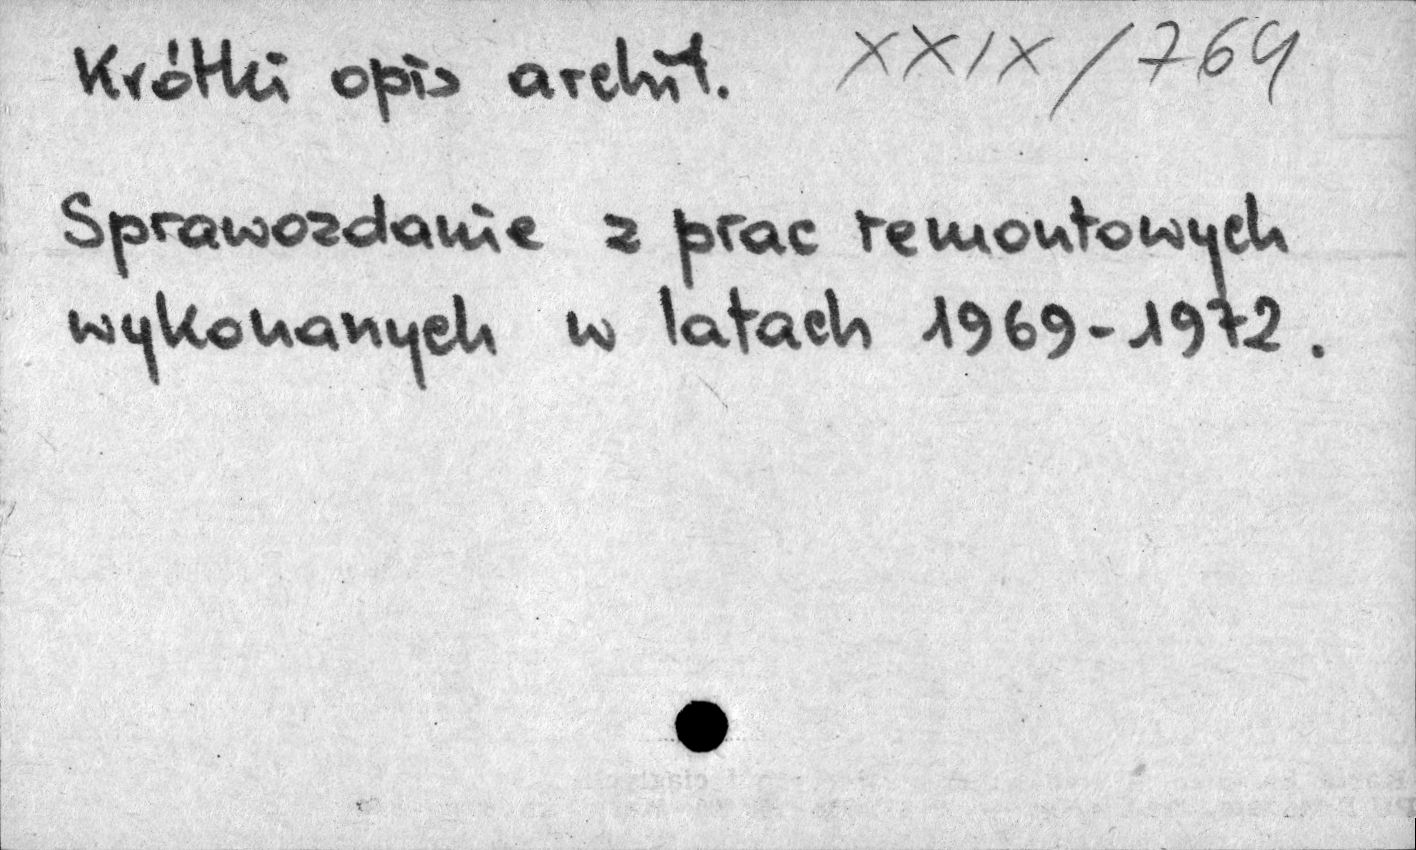 Krótki opis archit. XXIX/769
Sprawozdanie z prac remontowych
wykonanych w latach 1969-1972.